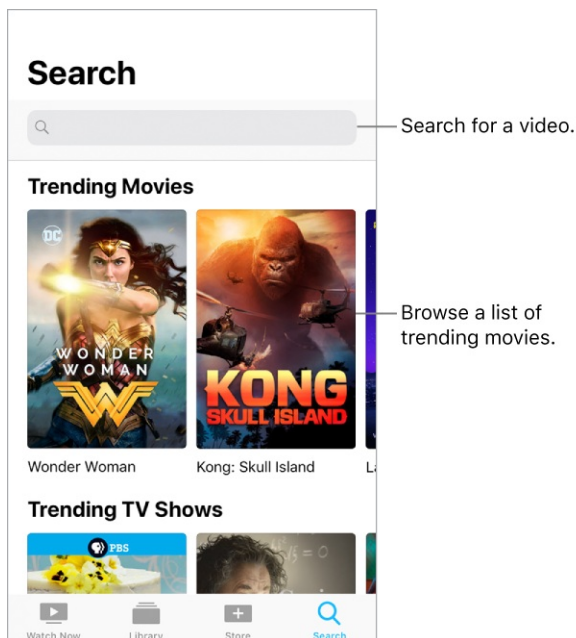 Search
Search for a video.
Trending Movies
DC
WONDER
WOMAN
KONG
SKULL ISLAND
Browse a list of
trending movies.
Wonder Woman
Kong: Skull Island
Trending TV Shows
PBS
Watch Now
Library
Store
Search